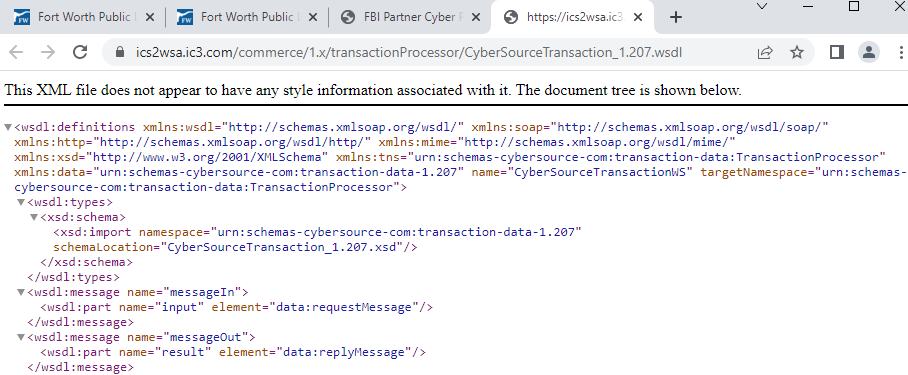 Fort Worth Public
Fort Worth Public
FBI Partner Cyber
https://ics2wsa.ic3.
ics2wsa.ic3.com/commerce/1.x/transactionProcessor/CyberSourceTransaction_1.207.wsdl
This XML file does not appear to have any style information associated with it. The document tree is shown below.
▼<wsdl:definitions xmlns:wsdl="http://schemas.xmlsoap.org/wsdl/" xmlns:soap="http://schemas.xmlsoap.org/wsdl/soap/"
xmlns:http="http://schemas.xmlsoap.org/wsdl/http/" xmlns:mime="http://schemas.xmlsoap.org/wsdl/mime/"
xmlns:xsd="http://www.w3.org/2001/XMLSchema" xmlns:tns="urn:schemas-cybersource-com:transaction-data:TransactionProcessor"
xmlns:data="urn:schemas-cybersource-com:transaction-data-1.207" name="CyberSourceTransactionWS" targetNamespace="urn:schemas-
cybersource-com:transaction-data:TransactionProcessor">
▼<wsdl:types>
▼<xsd:schema>
<xsd:import namespace="urn:schemas-cybersource-com:transaction-data-1.207"
schemaLocation="CyberSourceTransaction_1.207.xsd"/>
</xsd:schema>
</wsdl:types>
▼<wsdl:message name="messageIn">
<wsdl:part name="input" element="data:requestMessage"/>
</wsdl:message>
▼<wsdl:message name="messageOut">
<wsdl:part name="result" element="data:replyMessage"/>
</wsdl:message>